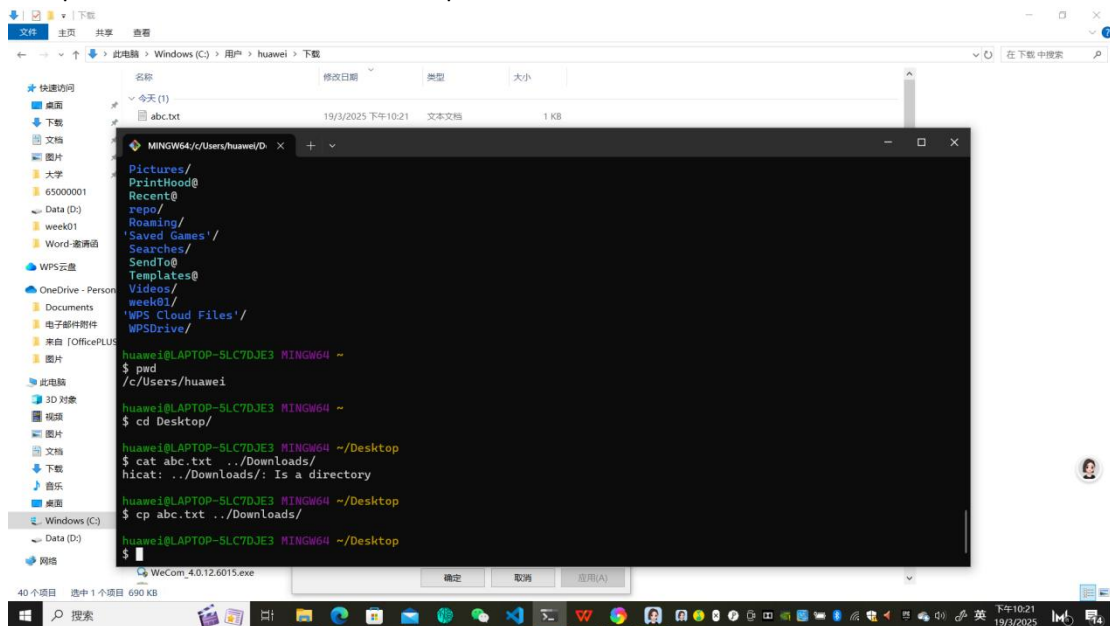 下载
文件 主页 共享 查看
此电脑 > Windows (C:) > 用户 > huawei > 下载
在 下载 中搜索
名称 修改日期 类型 大小
今天 (1)
abc.txt 19/3/2025 下午10:21 文本文档 1 KB
快速访问
桌面
下载
文档
图片
大学
65000001
Data (D:)
week01
Word-邀请函
WPS云盘
OneDrive - Person
Documents
电子邮件附件
来自「OfficePLUS
图片
此电脑
3D 对象
视频
图片
文档
下载
音乐
桌面
Windows (C:)
Data (D:)
网络
MINGW64:/c/Users/huawei/D
Pictures/
PrintHood@
Recent@
repo/
Roaming/
'Saved Games'/
Searches/
SendTo@
Templates@
Videos/
week01/
'WPS Cloud Files'/
WPSDrive/
huawei@LAPTOP-5LC7DJE3 MINGW64 ~
$ pwd
/c/Users/huawei
huawei@LAPTOP-5LC7DJE3 MINGW64 ~
$ cd Desktop/
huawei@LAPTOP-5LC7DJE3 MINGW64 ~/Desktop
$ cat abc.txt  ../Downloads/
hicat: ../Downloads/: Is a directory
huawei@LAPTOP-5LC7DJE3 MINGW64 ~/Desktop
$ cp abc.txt ../Downloads/
huawei@LAPTOP-5LC7DJE3 MINGW64 ~/Desktop
$
WeCom_4.0.12.6015.exe
确定 取消 应用(A)
40 个项目 选中 1 个项目 690 KB
搜索
英 下午10:21
19/3/2025
14